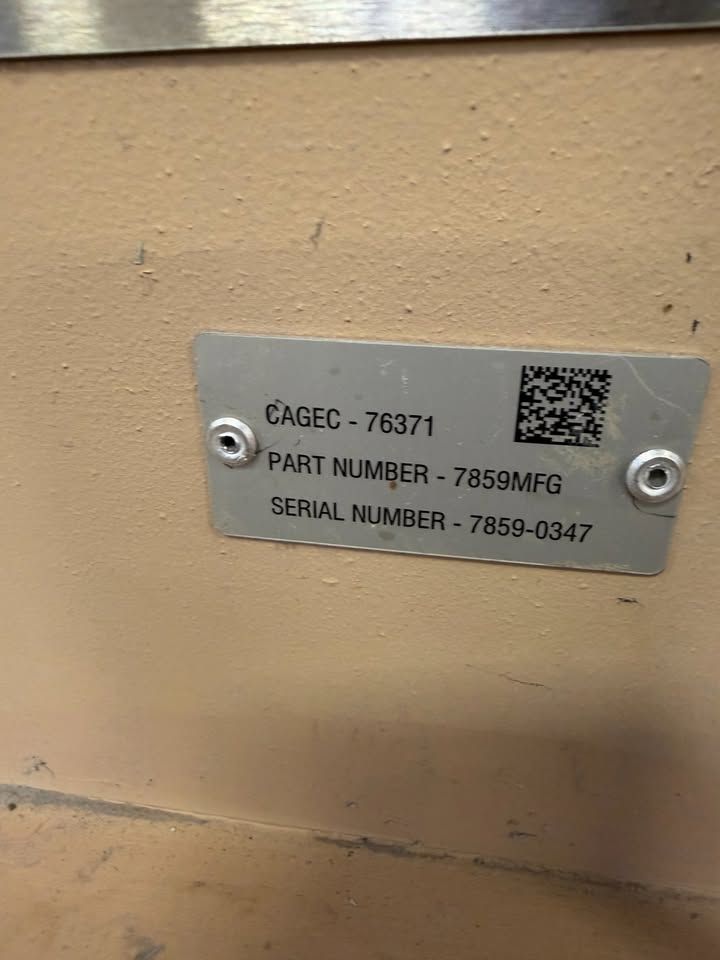 CAGEC - 76371
PART NUMBER - 7859MFG
SERIAL NUMBER - 7859-0347